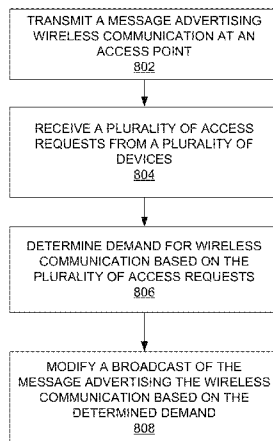 TRANSMIT A MESSAGE ADVERTISING
WIRELESS COMMUNICATION AT AN
ACCESS POINT
802
RECEIVE A PLURALITY OF ACCESS
REQUESTS FROM A PLURALITY OF
DEVICES
804
DETERMINE DEMAND FOR WIRELESS
COMMUNICATION BASED ON THE
PLURALITY OF ACCESS REQUESTS
806
MODIFY A BROADCAST OF THE
MESSAGE ADVERTISING THE WIRELESS
COMMUNICATION BASED ON THE
DETERMINED DEMAND
808